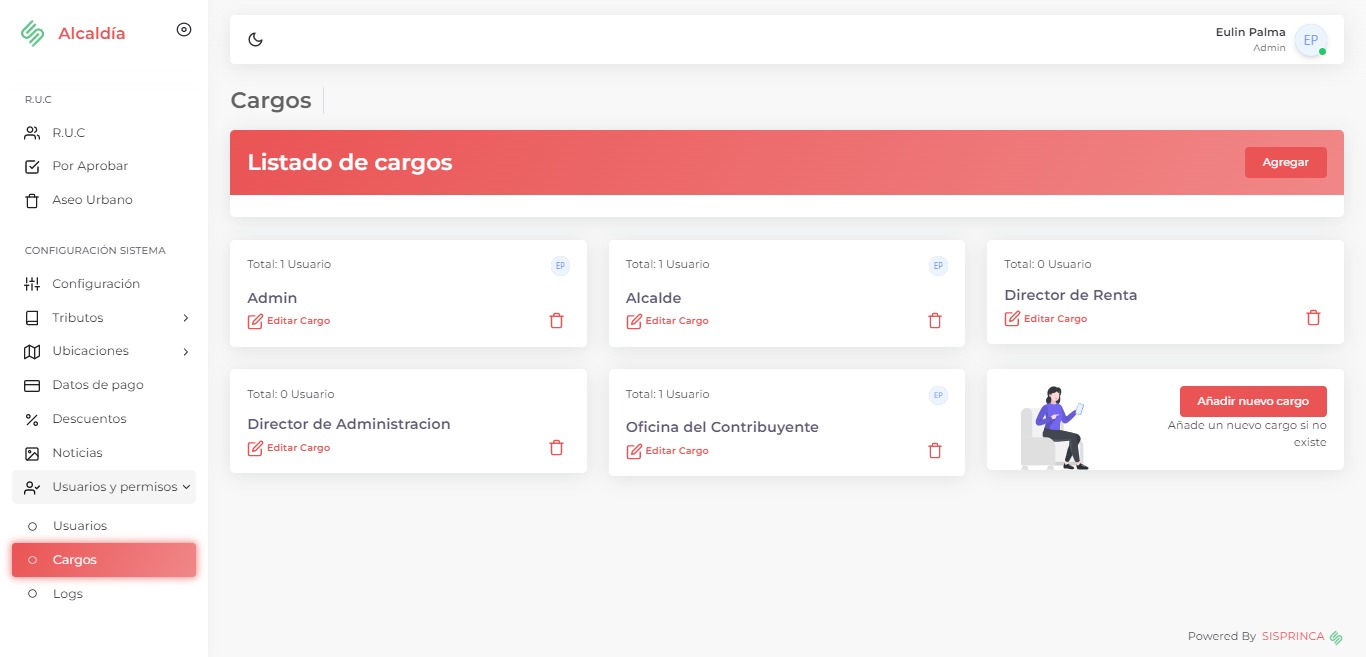 Alcaldía
R.U.C
R.U.C
Por Aprobar
Aseo Urbano
CONFIGURACIÓN SISTEMA
Configuración
Tributos
Ubicaciones
Datos de pago
Descuentos
Noticias
Usuarios y permisos
Usuarios
Cargos
Logs
Eulin Palma
Admin
EP
Cargos
Listado de cargos
Agregar
Total: 1 Usuario
EP
Admin
Editar Cargo
Total: 1 Usuario
EP
Alcalde
Editar Cargo
Total: 0 Usuario
Director de Renta
Editar Cargo
Total: 0 Usuario
Director de Administracion
Editar Cargo
Total: 1 Usuario
EP
Oficina del Contribuyente
Editar Cargo
Añadir nuevo cargo
Añade un nuevo cargo si no
existe
Powered By SISPRINCA